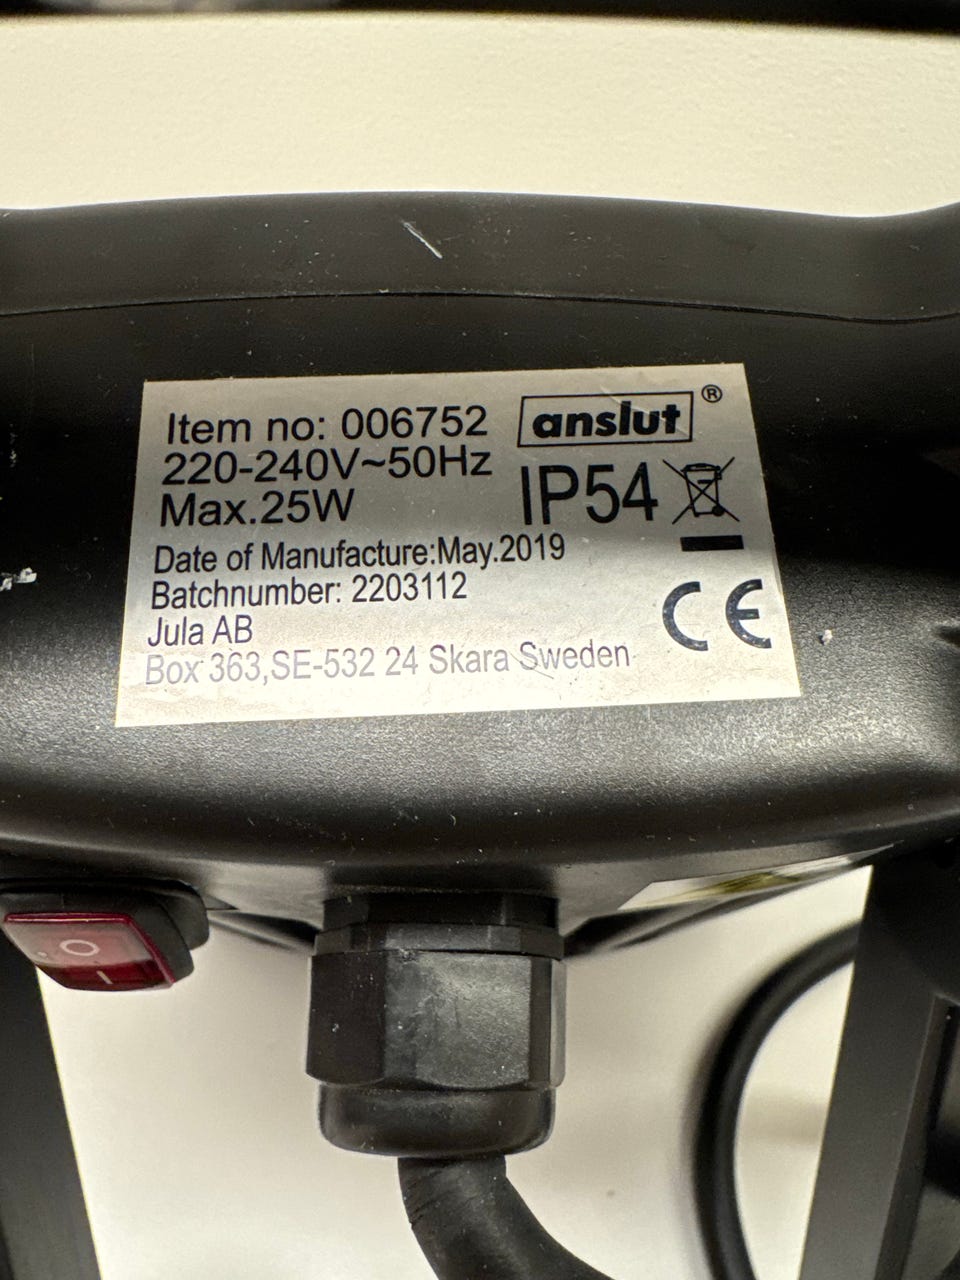 Item no: 006752
220-240V~50Hz
Max.25W
anslut®
IP54
Date of Manufacture:May.2019
Batchnumber: 2203112
Jula AB
Box 363,SE-532 24 Skara Sweden
CE